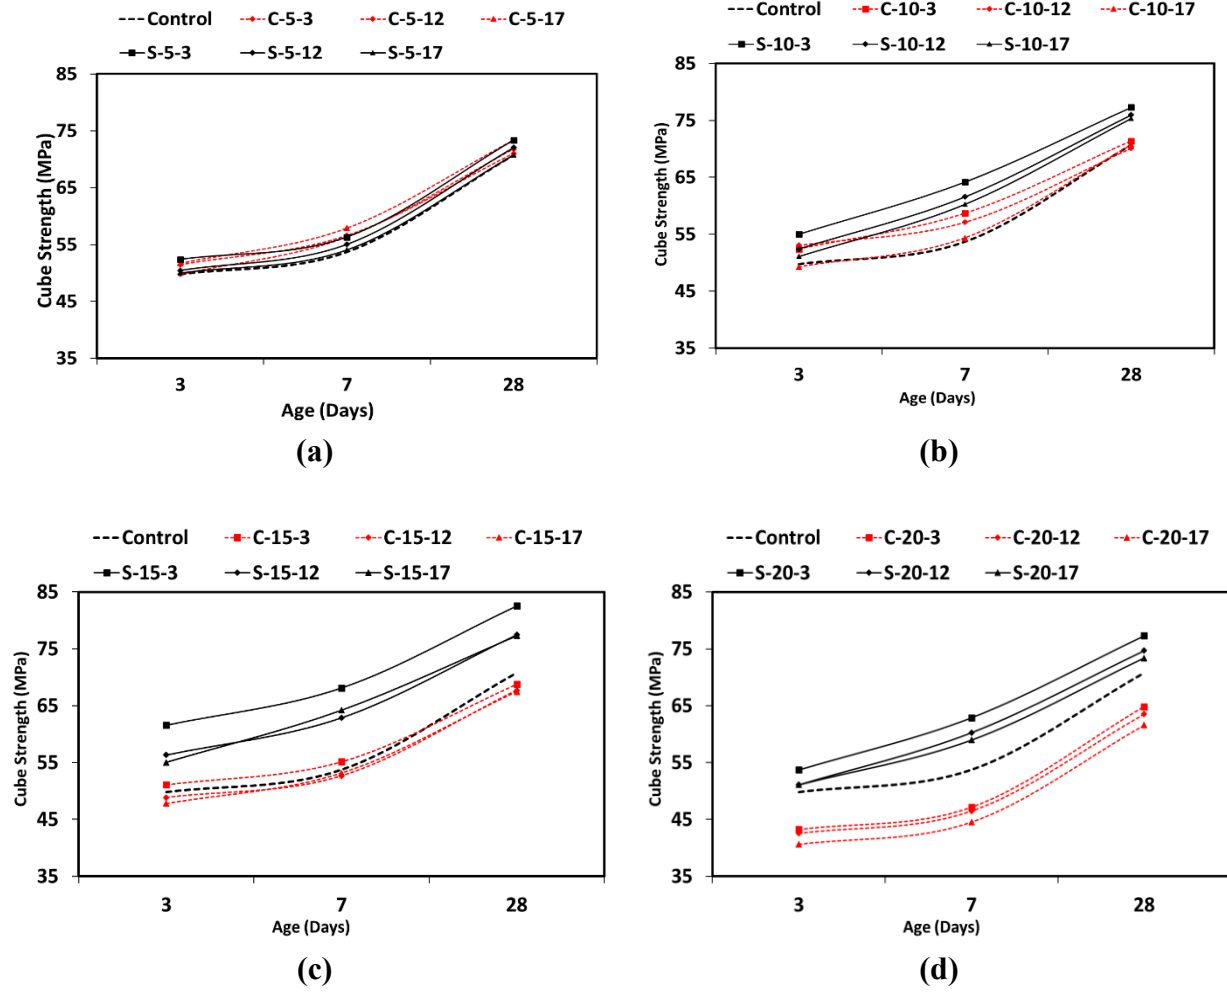 Control C-5-3 C-5-12 C-5-17
S-5-3 S-5-12 S-5-17
85
75
65
55
45
35
Cube Strength (MPa)
3 7 28
Age (Days)
(a)
Control C-10-3 C-10-12 C-10-17
S-10-3 S-10-12 S-10-17
85
75
65
55
45
35
Cube Strength (MPa)
3 7 28
Age (Days)
(b)
Control C-15-3 C-15-12 C-15-17
S-15-3 S-15-12 S-15-17
85
75
65
55
45
35
Cube Strength (MPa)
3 7 28
Age (Days)
(c)
Control C-20-3 C-20-12 C-20-17
S-20-3 S-20-12 S-20-17
85
75
65
55
45
35
Cube Strength (MPa)
3 7 28
Age (Days)
(d)